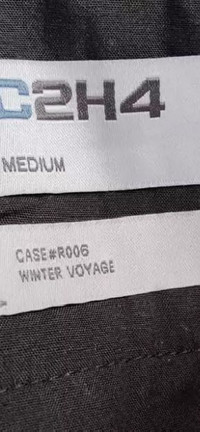 C2H4
MEDIUM
CASE#R006
WINTER VOYAGE